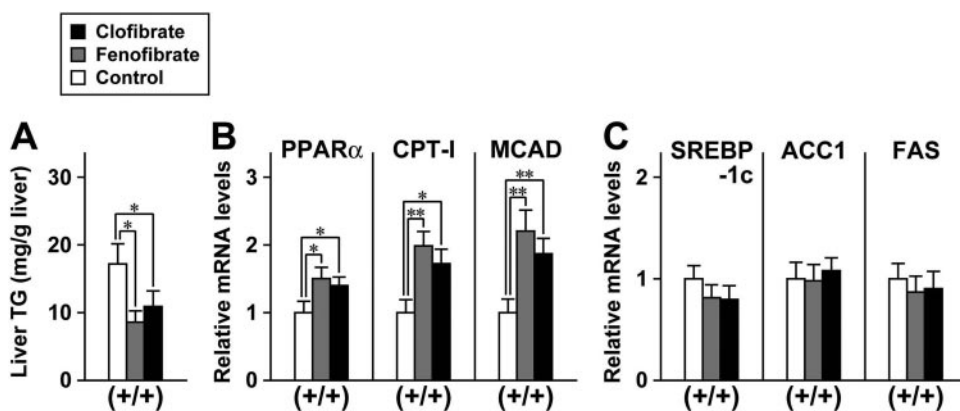 Clofibrate
Fenofibrate
Control
A
Liver TG (mg/g liver)
30
20
10
0
*
*
(+/+)
B
Relative mRNA levels
3
2
1
0
PPARα
CPT-I
MCAD
*
*
*
**
**
**
(+/+)
(+/+)
(+/+)
C
Relative mRNA levels
2
1
0
SREBP
-1c
ACC1
FAS
(+/+)
(+/+)
(+/+)